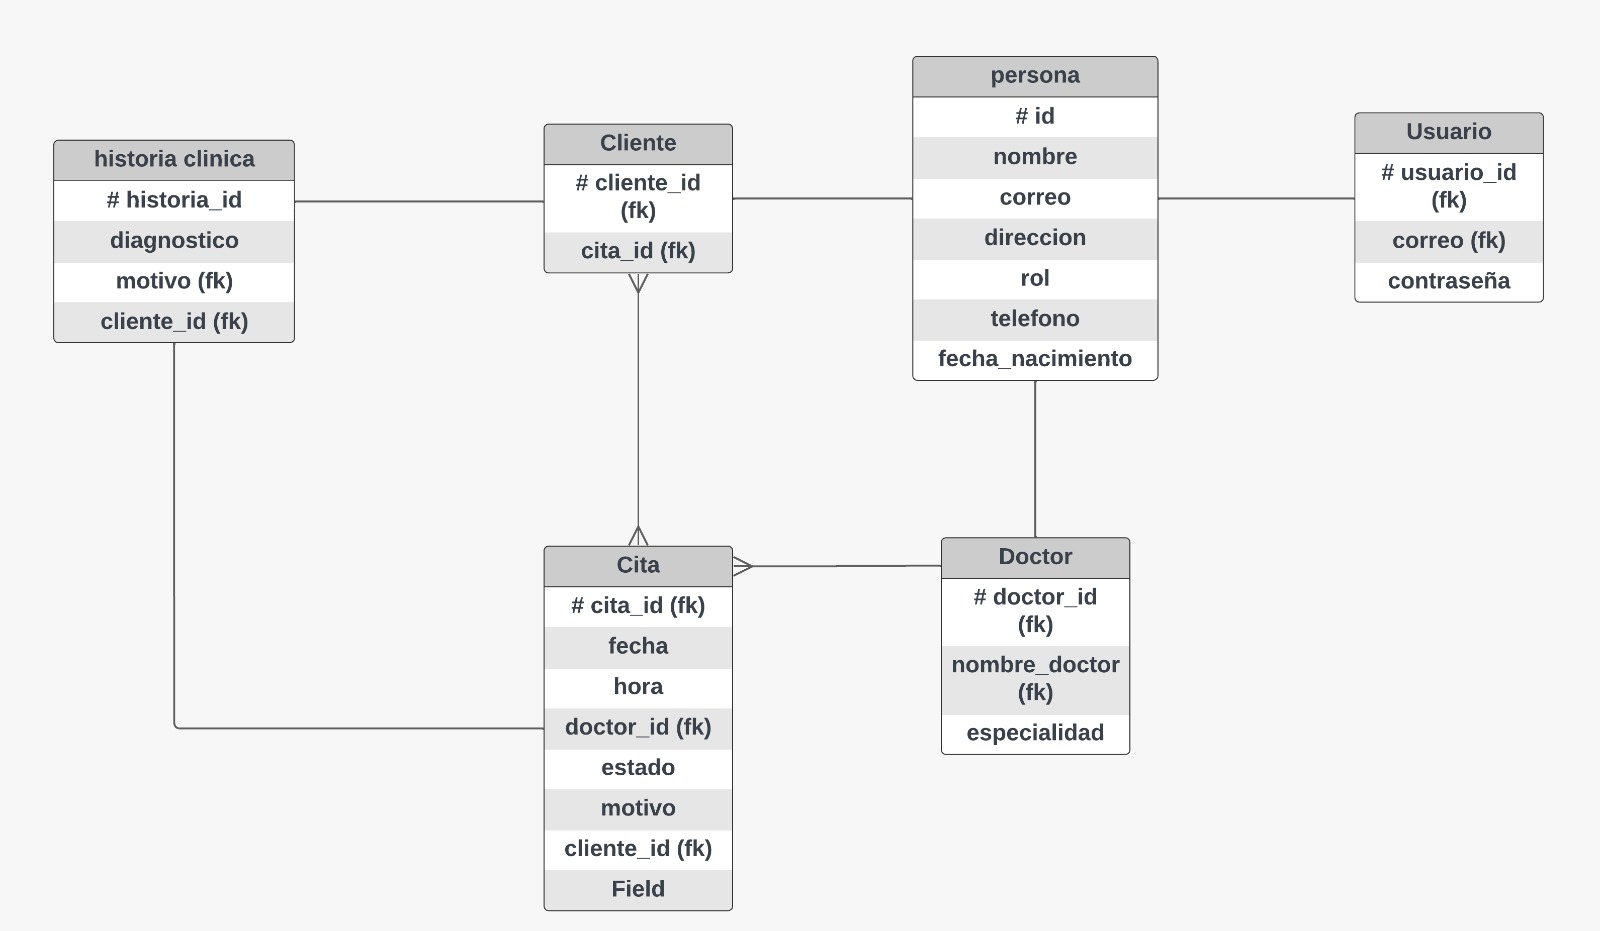 historia clinica
# historia_id
diagnostico
motivo (fk)
cliente_id (fk)
Cliente
# cliente_id
(fk)
cita_id (fk)
persona
# id
nombre
correo
direccion
rol
telefono
fecha_nacimiento
Usuario
# usuario_id
(fk)
correo (fk)
contraseña
Cita
# cita_id (fk)
fecha
hora
doctor_id (fk)
estado
motivo
cliente_id (fk)
Field
Doctor
# doctor_id
(fk)
nombre_doctor
(fk)
especialidad